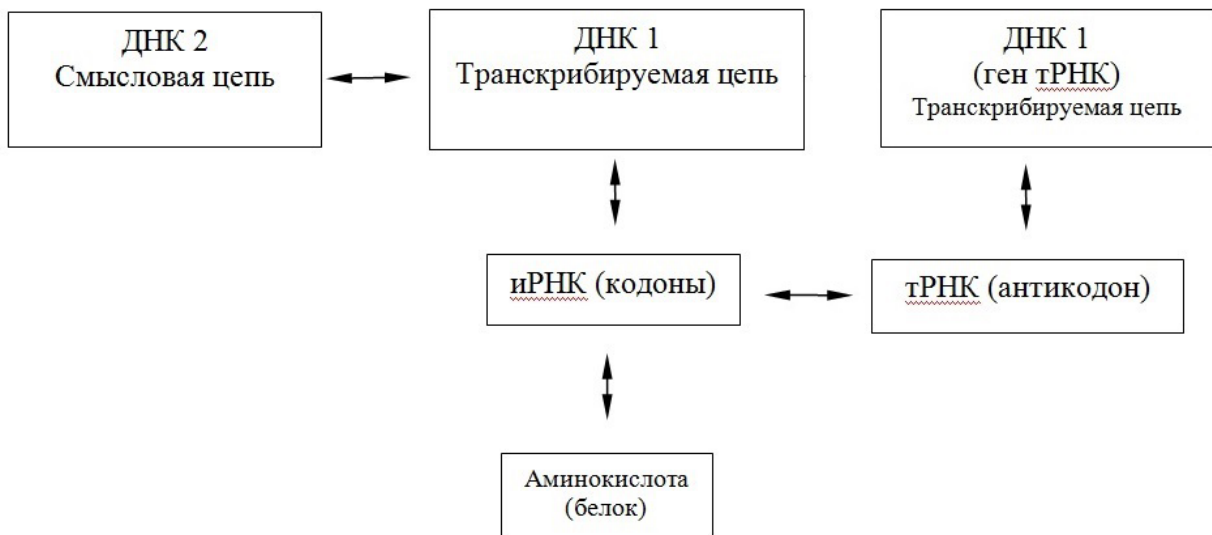 ДНК 2
Смысловая цепь
ДНК 1
Транскрибируемая цепь
ДНК 1
(ген тРНК)
Транскрибируемая цепь
иРНК (кодоны)
тРНК (антикодон)
Аминокислота
(белок)